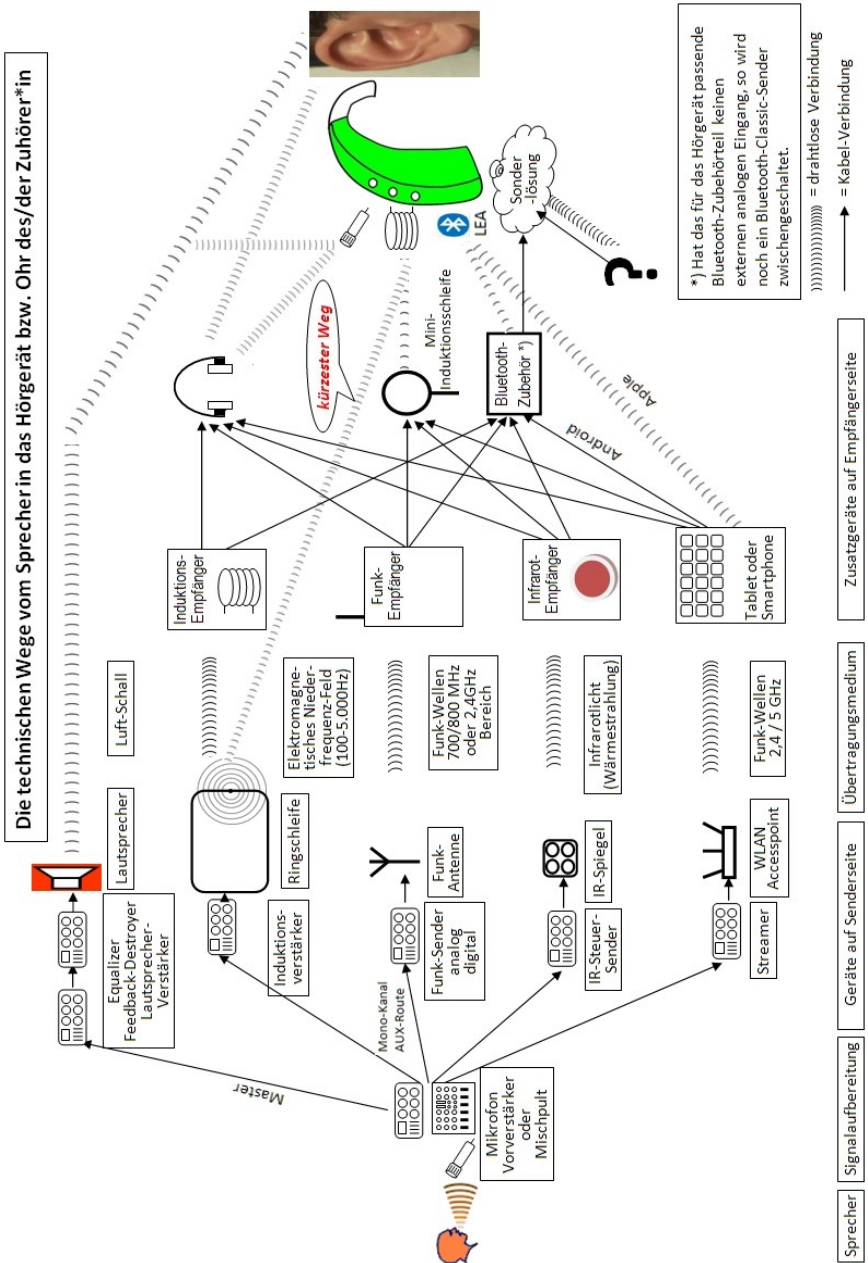 Die technischen Wege vom Sprecher in das Hörgerät bzw. Ohr des/der Zuhörer*in
Equalizer
Feedback-Destroyer
Lautsprecher-
Verstärker
Lautsprecher
Luft-Schall
Master
Induktions-
verstärker
Ringschleife
Elektromagne-
tisches Nieder-
frequenz-Feld
(100-5.000Hz)
Induktions-
Empfänger
kürzester Weg
Mono-Kanal
AUX-Route
Funk-Sender
analog
digital
Funk-
Antenne
Funk-Wellen
700/800 MHz
oder 2,4GHz
Bereich
Funk-
Empfänger
Mini-
Induktionsschleife
LEA
Mikrofon
Vorverstärker
oder
Mischpult
IR-Steuer-
Sender
IR-Spiegel
Infrarotlicht
(Wärmestrahlung)
Infrarot-
Empfänger
Bluetooth-
Zubehör *)
Sonder
-lösung
Streamer
WLAN
Accesspoint
Funk-Wellen
2,4 / 5 GHz
Tablet oder
Smartphone
Android
Apple
?
*) Hat das für das Hörgerät passende
Bluetooth-Zubehörteil keinen
externen analogen Eingang, so wird
noch ein Bluetooth-Classic-Sender
zwischengeschaltet.
= drahtlose Verbindung
= Kabel-Verbindung
Sprecher
Signalaufbereitung
Geräte auf Senderseite
Übertragungsmedium
Zusatzgeräte auf Empfängerseite